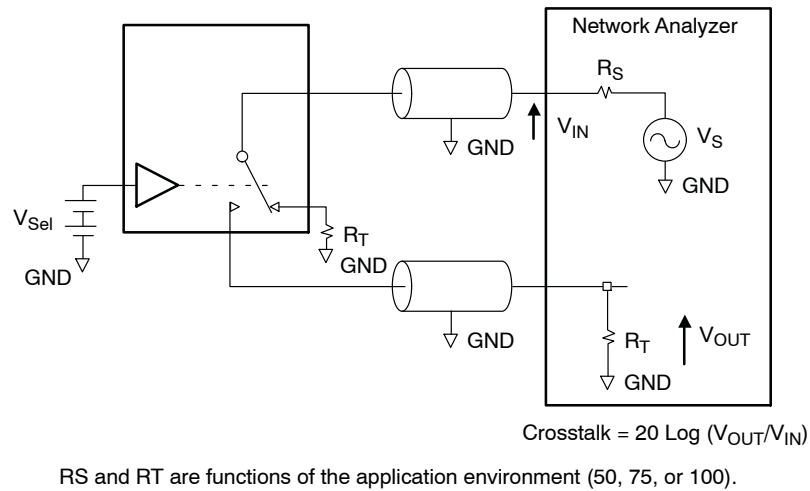 Network Analyzer
R_S
V_IN
V_S
GND
GND
V_Sel
GND
R_T
GND
GND
R_T
V_OUT
GND
Crosstalk = 20 Log (V_OUT/V_IN)
RS and RT are functions of the application environment (50, 75, or 100).